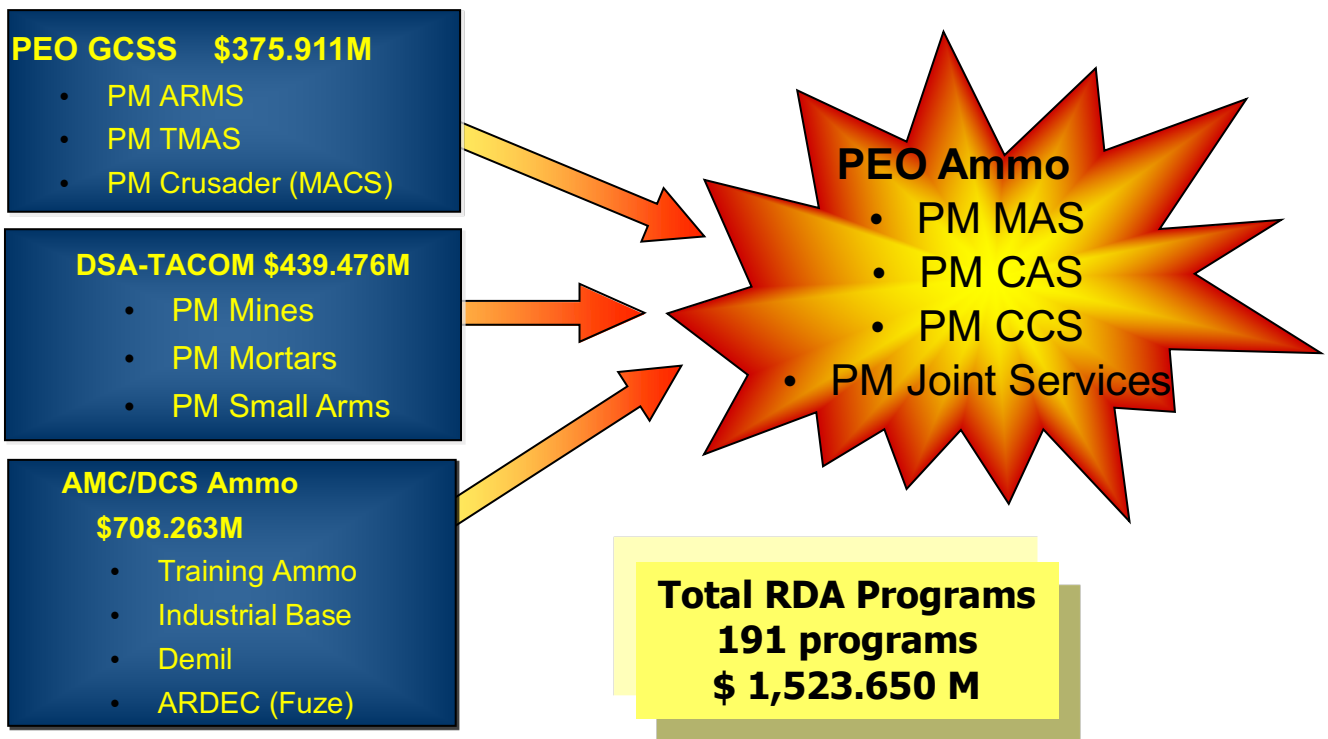 PEO GCSS $375.911M
• PM ARMS
• PM TMAS
• PM Crusader (MACS)
DSA-TACOM $439.476M
• PM Mines
• PM Mortars
• PM Small Arms
AMC/DCS Ammo
$708.263M
• Training Ammo
• Industrial Base
• Demil
• ARDEC (Fuze)
PEO Ammo
• PM MAS
• PM CAS
• PM CCS
• PM Joint Services
Total RDA Programs
191 programs
$ 1,523.650 M